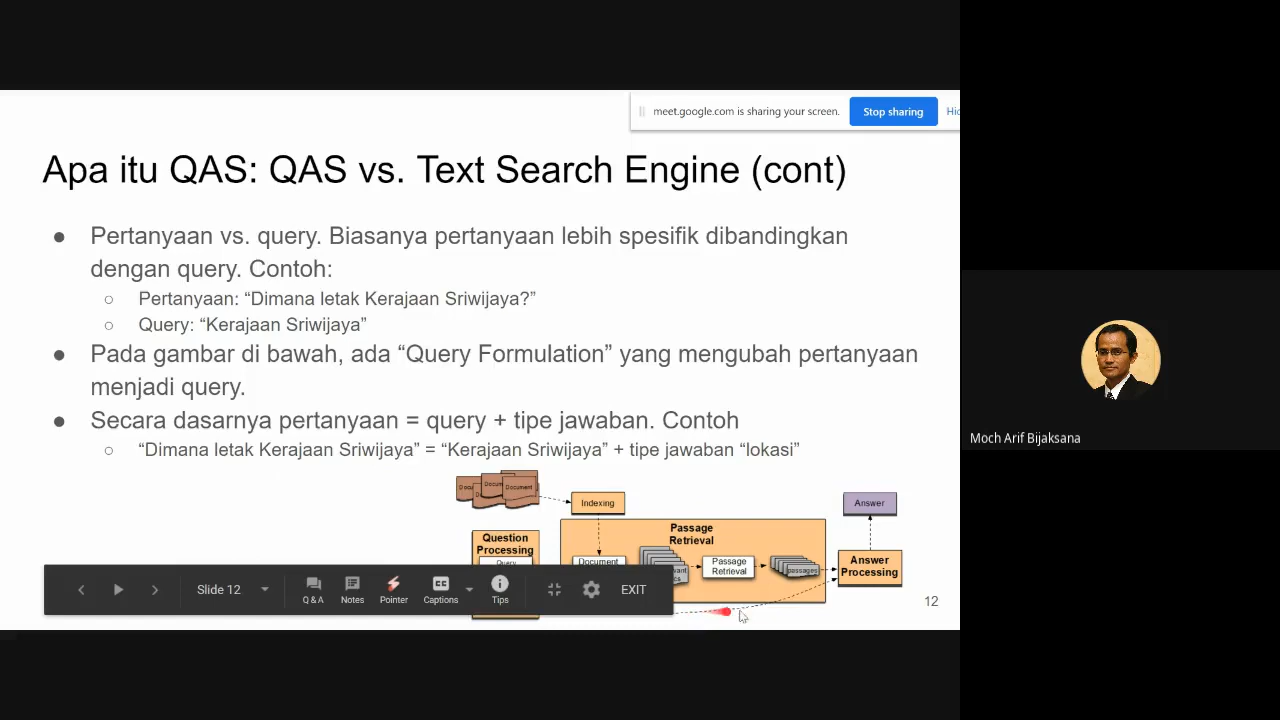 meet.google.com is sharing your screen.
Stop sharing
Apa itu QAS: QAS vs. Text Search Engine (cont)
● Pertanyaan vs. query. Biasanya pertanyaan lebih spesifik dibandingkan
dengan query. Contoh:
○ Pertanyaan: “Dimana letak Kerajaan Sriwijaya?”
○ Query: “Kerajaan Sriwijaya”
● Pada gambar di bawah, ada “Query Formulation” yang mengubah pertanyaan
menjadi query.
● Secara dasarnya pertanyaan = query + tipe jawaban. Contoh
○ “Dimana letak Kerajaan Sriwijaya” = “Kerajaan Sriwijaya” + tipe jawaban “lokasi”
Document
Indexing
Answer
Question
Processing
Query
Passage
Retrieval
Document
Passage
Retrieval
passages
Answer
Processing
Slide 12
Q & A
Notes
Pointer
Captions
Tips
EXIT
12
Moch Arif Bijaksana